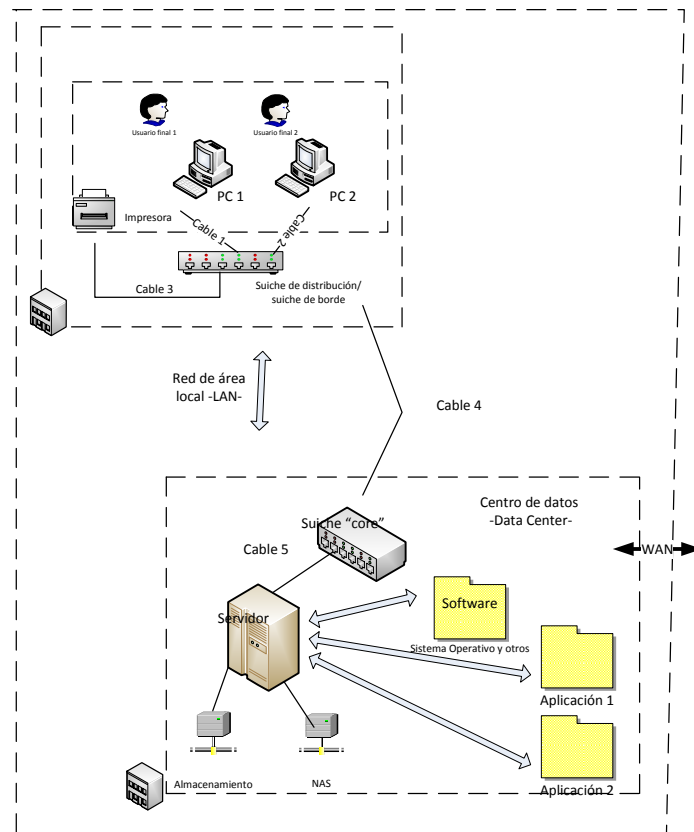 Usuario final 1
Usuario final 2
PC 1
PC 2
Impresora
Cable 1
Cable 2
Cable 3
Suiche de distribución/
suiche de borde
Red de área
local -LAN-
Cable 4
Centro de datos
-Data Center-
Suiche “core”
Cable 5
WAN
Software
Servidor
Sistema Operativo y otros
Aplicación 1
Almacenamiento
NAS
Aplicación 2